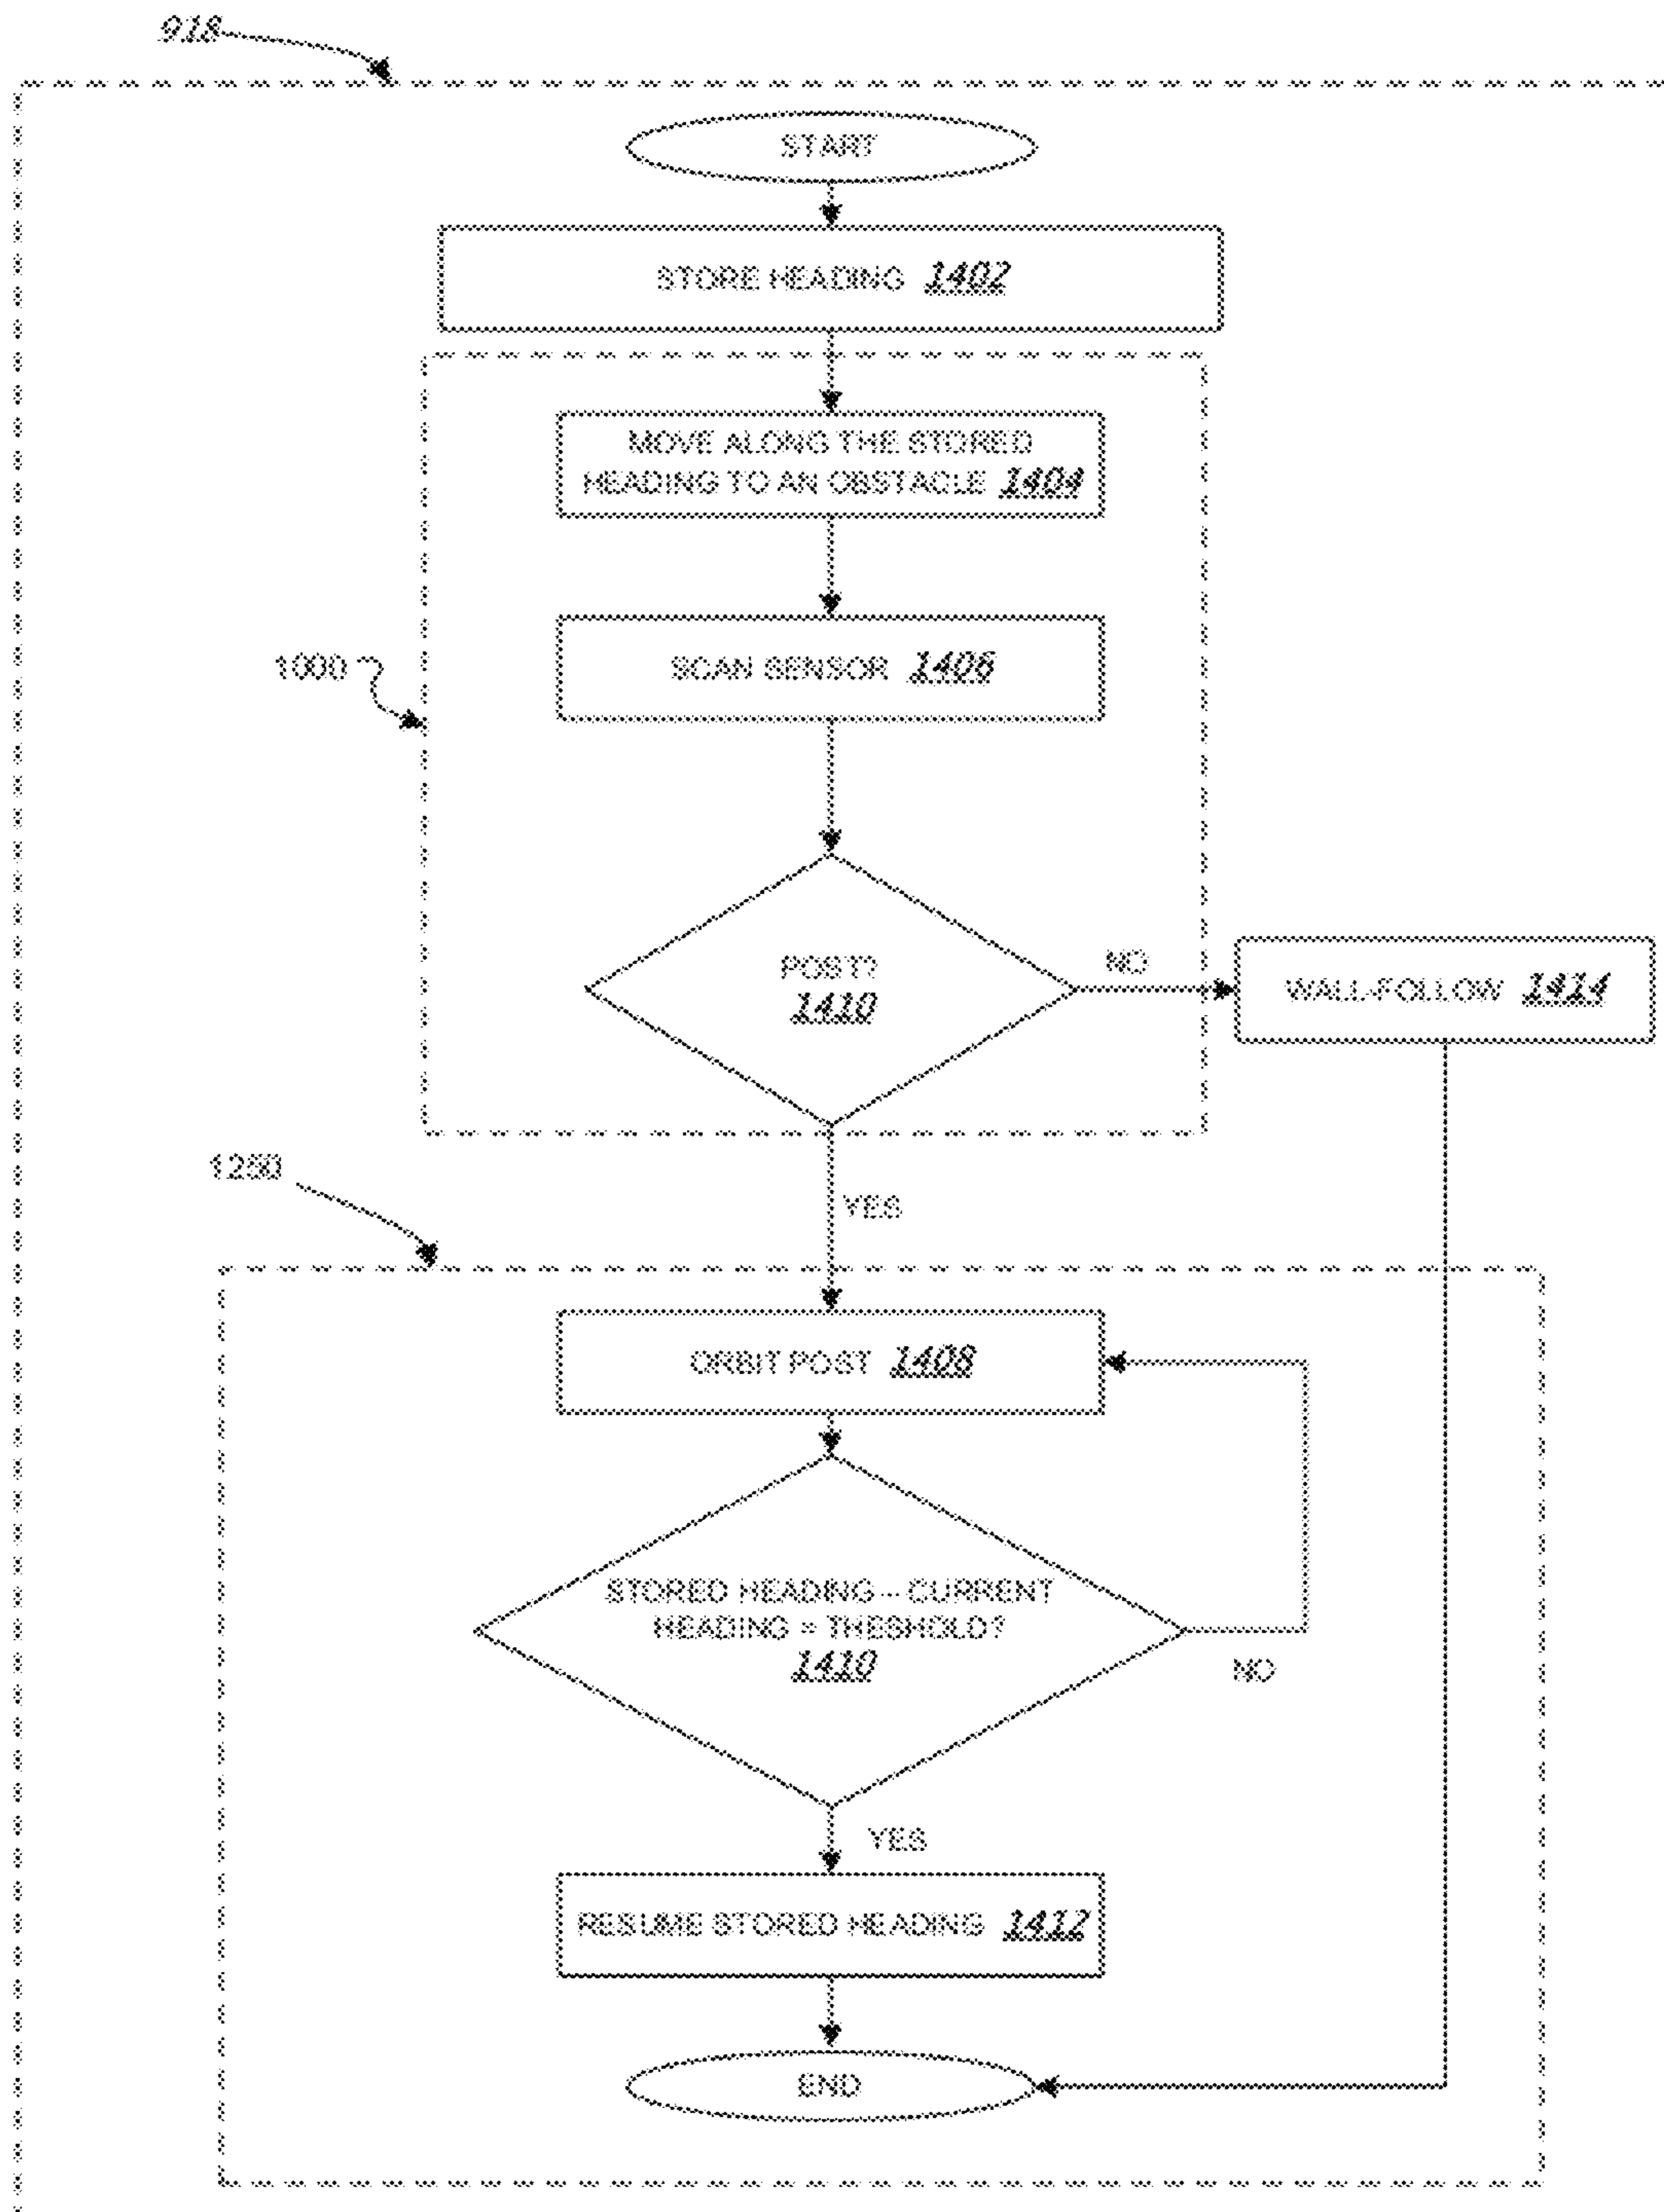 918
START
STORE HEADING 1402
MOVE ALONG THE STORED
HEADING TO AN OBSTACLE 1404
SCAN SENSOR 1406
1000
POST?
1410
NO
WALL-FOLLOW 1414
1250
YES
ORBIT POST 1408
STORED HEADING – CURRENT
HEADING = THESHOLD?
1410
NO
YES
RESUME STORED HEADING 1412
END